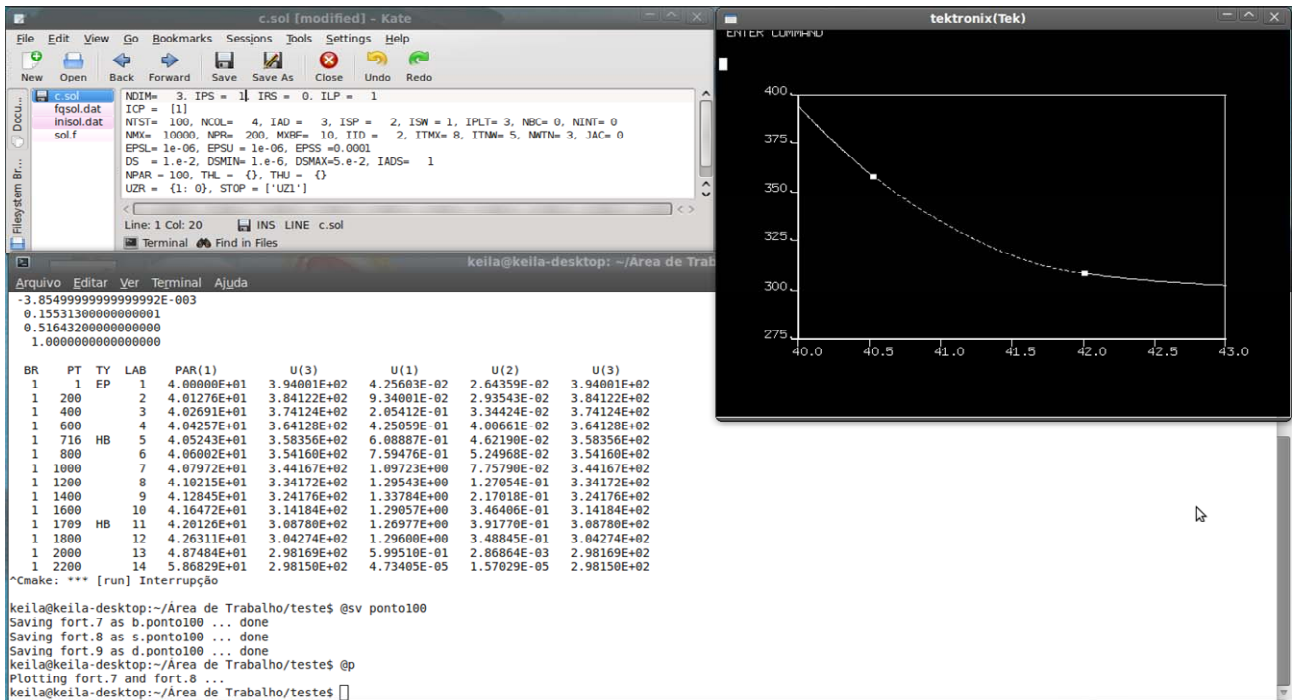 c.sol [modified] - Kate
File Edit View Go Bookmarks Sessions Tools Settings Help
New Open Back Forward Save Save As Close Undo Redo
Docu...
Filesystem Br...
c.sol
fqsol.dat
inisol.dat
sol.f
NDIM= 3, IPS = 1, IRS = 0, ILP = 1
ICP = [1]
NTST= 100, NCOL= 4, IAD = 3, ISP = 2, ISW = 1, IPLT= 3, NBC= 0, NINT= 0
NMX= 10000, NPR= 200, MXBF= 10, IID = 2, ITMX= 8, ITNW= 5, NWTN= 3, JAC= 0
EPSL= 1e-06, EPSU = 1e-06, EPSS =0.0001
DS = 1.e-2, DSMIN= 1.e-6, DSMAX=5.e-2, IADS= 1
NPAR = 100, THL = {}, THU = {}
UZR = {1: 0}, STOP = ['UZ1']
Line: 1 Col: 20 INS LINE c.sol
Terminal Find in Files
tektronix(Tek)
ENTER COMMAND
400.
375.
350.
325.
300.
275.
40.0 40.5 41.0 41.5 42.0 42.5 43.0
keila@keila-desktop: ~/Área de Trab
Arquivo Editar Ver Terminal Ajuda
-3.85499999999999992E-003
0.15531300000000001
0.51643200000000000
1.0000000000000000
BR PT TY LAB PAR(1) U(3) U(1) U(2) U(3)
1 1 EP 1 4.00000E+01 3.94001E+02 4.25603E-02 2.64359E-02 3.94001E+02
1 200 2 4.01276E+01 3.84122E+02 9.34001E-02 2.93543E-02 3.84122E+02
1 400 3 4.02691E+01 3.74124E+02 2.05412E-01 3.34424E-02 3.74124E+02
1 600 4 4.04257E+01 3.64128E+02 4.25059E-01 4.00661E-02 3.64128E+02
1 716 HB 5 4.05243E+01 3.58356E+02 6.08887E-01 4.62190E-02 3.58356E+02
1 800 6 4.06002E+01 3.54160E+02 7.59476E-01 5.24968E-02 3.54160E+02
1 1000 7 4.07972E+01 3.44167E+02 1.09723E+00 7.75790E-02 3.44167E+02
1 1200 8 4.10215E+01 3.34172E+02 1.29543E+00 1.27054E-01 3.34172E+02
1 1400 9 4.12845E+01 3.24176E+02 1.33784E+00 2.17018E-01 3.24176E+02
1 1600 10 4.16472E+01 3.14184E+02 1.29057E+00 3.46406E-01 3.14184E+02
1 1709 HB 11 4.20126E+01 3.08780E+02 1.26977E+00 3.91770E-01 3.08780E+02
1 1800 12 4.26311E+01 3.04274E+02 1.29600E+00 3.48845E-01 3.04274E+02
1 2000 13 4.87484E+01 2.98169E+02 5.99510E-01 2.86864E-03 2.98169E+02
1 2200 14 5.86829E+01 2.98150E+02 4.73405E-05 1.57029E-05 2.98150E+02
^Cmake: *** [run] Interrupção
keila@keila-desktop:~/Área de Trabalho/teste$ @sv ponto100
Saving fort.7 as b.ponto100 ... done
Saving fort.8 as s.ponto100 ... done
Saving fort.9 as d.ponto100 ... done
keila@keila-desktop:~/Área de Trabalho/teste$ @p
Plotting fort.7 and fort.8 ...
keila@keila-desktop:~/Área de Trabalho/teste$